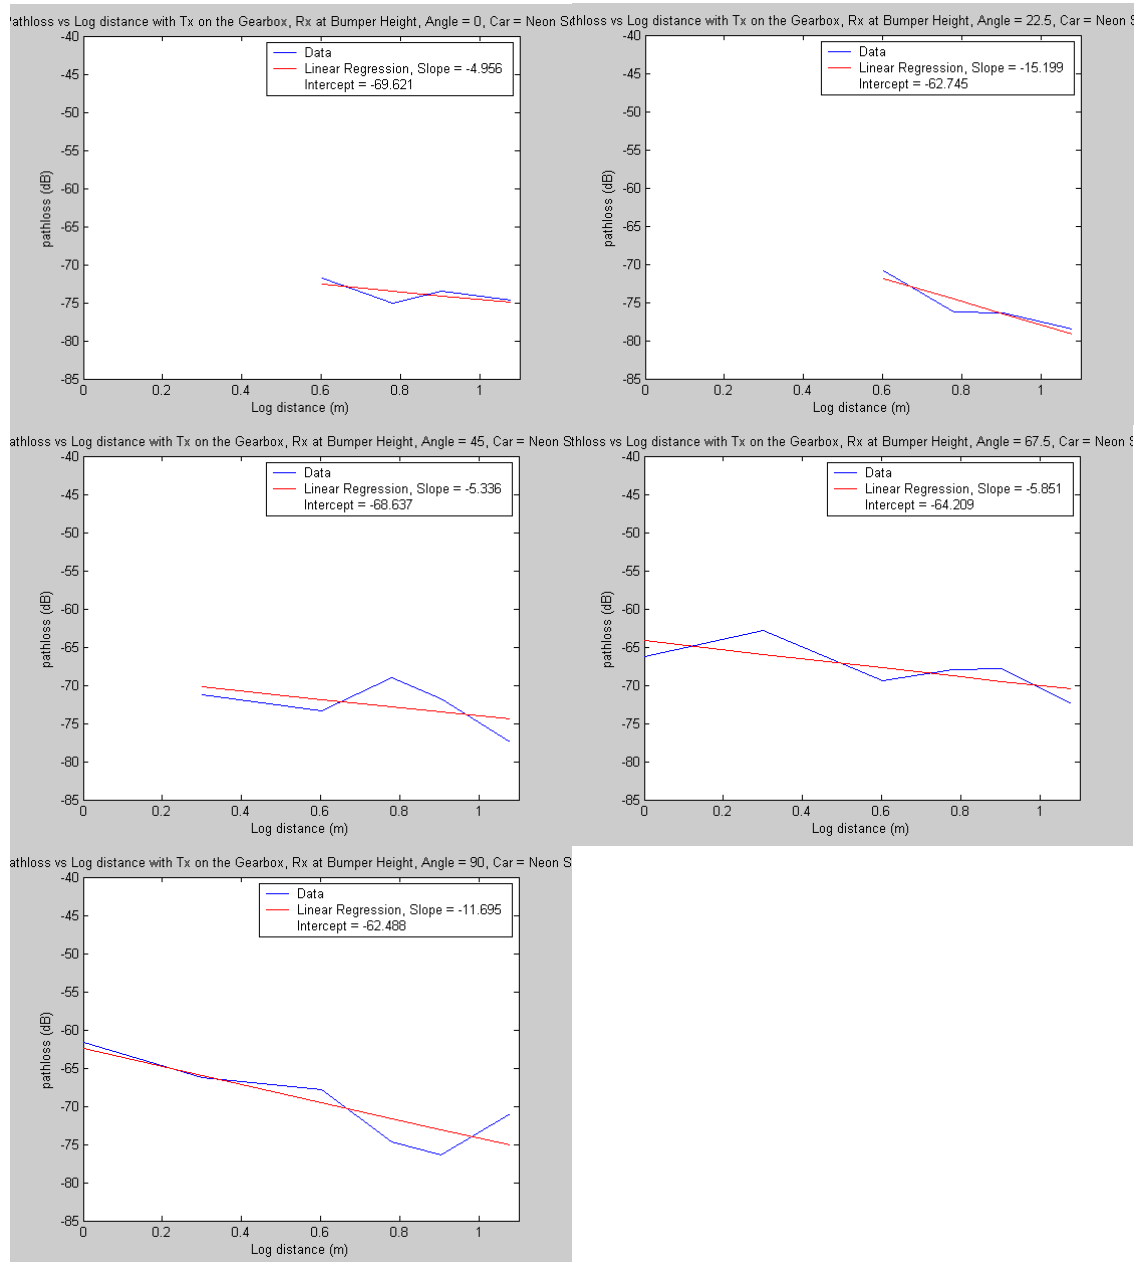 Pathloss vs Log distance with Tx on the Gearbox, Rx at Bumper Height, Angle = 0, Car = Neon
-40
-45
-50
-55
-60
-65
-70
-75
-80
-85
pathloss (dB)
Data
Linear Regression, Slope = -4.956
Intercept = -69.621
0 0.2 0.4 0.6 0.8 1
Log distance (m)
athloss vs Log distance with Tx on the Gearbox, Rx at Bumper Height, Angle = 22.5, Car = Neon S
-40
-45
-50
-55
-60
-65
-70
-75
-80
-85
pathloss (dB)
Data
Linear Regression, Slope = -15.199
Intercept = -62.745
0 0.2 0.4 0.6 0.8 1
Log distance (m)
athloss vs Log distance with Tx on the Gearbox, Rx at Bumper Height, Angle = 45, Car = Neon S
-40
-45
-50
-55
-60
-65
-70
-75
-80
-85
pathloss (dB)
Data
Linear Regression, Slope = -5.336
Intercept = -68.637
0 0.2 0.4 0.6 0.8 1
Log distance (m)
thloss vs Log distance with Tx on the Gearbox, Rx at Bumper Height, Angle = 67.5, Car = Neon S
-40
-45
-50
-55
-60
-65
-70
-75
-80
-85
pathloss (dB)
Data
Linear Regression, Slope = -5.851
Intercept = -64.209
0 0.2 0.4 0.6 0.8 1
Log distance (m)
athloss vs Log distance with Tx on the Gearbox, Rx at Bumper Height, Angle = 90, Car = Neon S
-40
-45
-50
-55
-60
-65
-70
-75
-80
-85
pathloss (dB)
Data
Linear Regression, Slope = -11.695
Intercept = -62.488
0 0.2 0.4 0.6 0.8 1
Log distance (m)